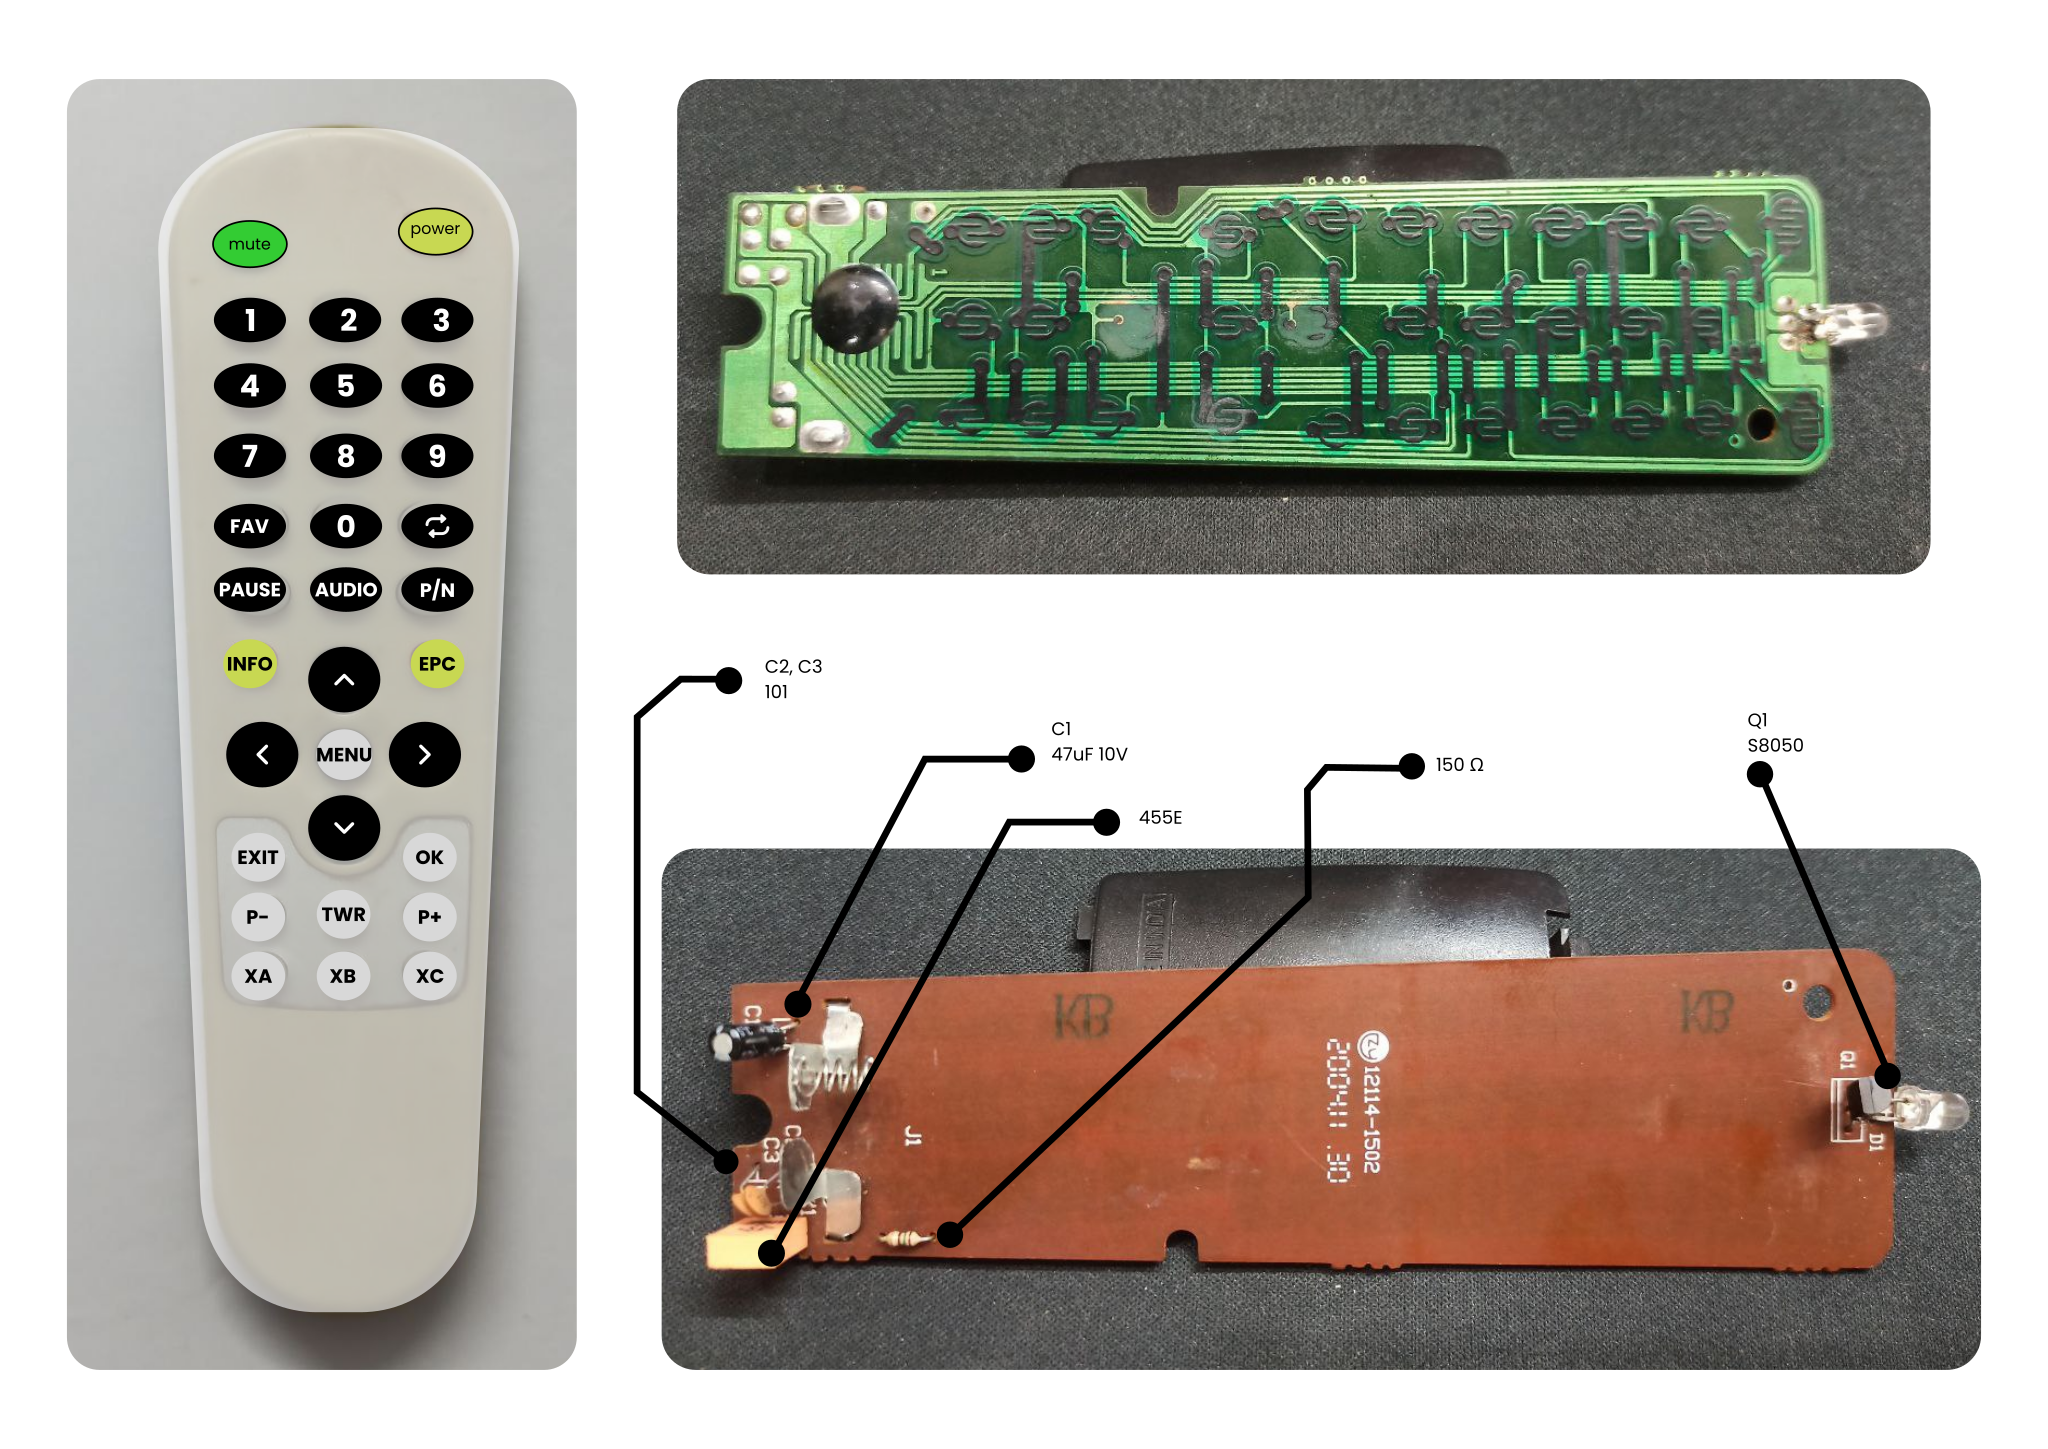 mute
power
1 2 3
4 5 6
7 8 9
FAV 0
PAUSE AUDIO P/N
INFO EPC
MENU
EXIT OK
P- TWR P+
XA XB XC
1
C2, C3
101
C1
47uF 10V
455E
150 Ω
Q1
S8050
KB
KB
C3
J1
zy 12114-1502
2004.11.30
Q1
D1